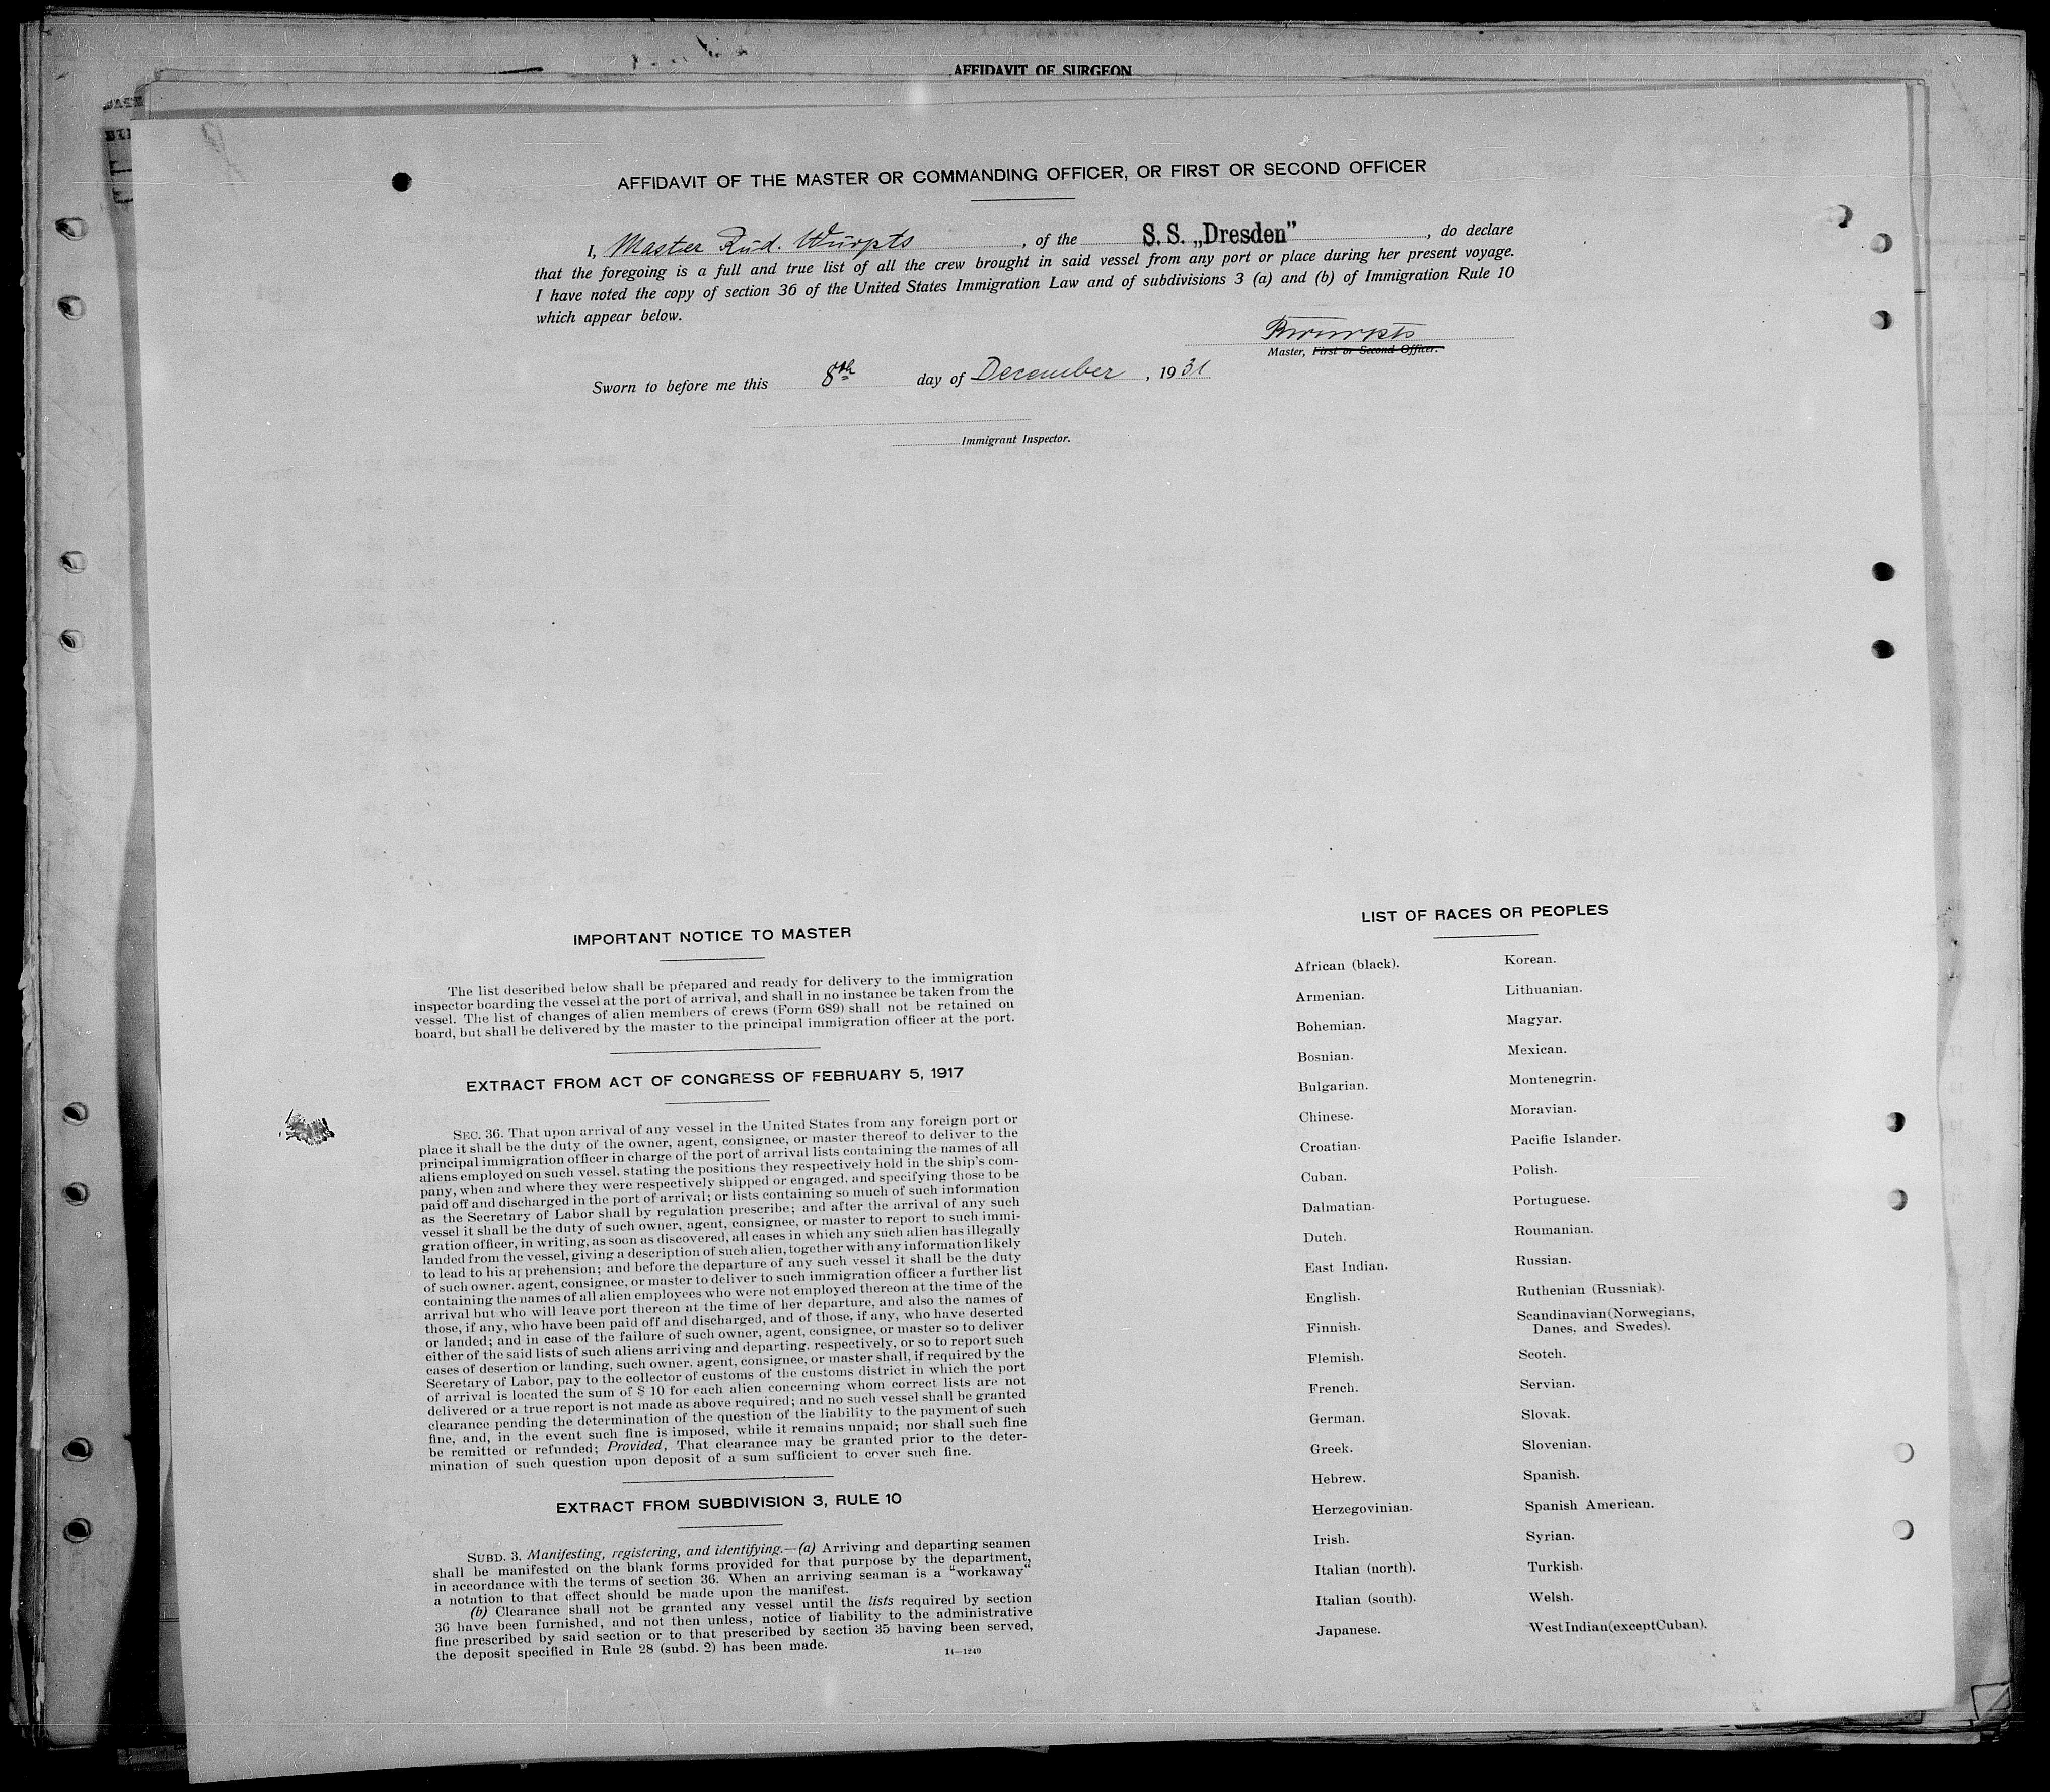 AFFIDAVIT OF SURGEON
AFFIDAVIT OF THE MASTER OR COMMANDING OFFICER, OR FIRST OR SECOND OFFICER
I, Master Rud. Wurpts, of the S. S. „Dresden”, do declare
that the foregoing is a full and true list of all the crew brought in said vessel from any port or place during her present voyage.
I have noted the copy of section 36 of the United States Immigration Law and of subdivisions 3 (a) and (b) of Immigration Rule 10
which appear below.
RWurpts
Master, First or Second Officer.
Sworn to before me this 8th day of December, 1931
Immigrant Inspector.
IMPORTANT NOTICE TO MASTER
The list described below shall be prepared and ready for delivery to the immigration
inspector boarding the vessel at the port of arrival, and shall in no instance be taken from the
vessel. The list of changes of alien members of crews (Form 689) shall not be retained on
board, but shall be delivered by the master to the principal immigration officer at the port.
EXTRACT FROM ACT OF CONGRESS OF FEBRUARY 5, 1917
SEC. 36. That upon arrival of any vessel in the United States from any foreign port or
place it shall be the duty of the owner, agent, consignee, or master thereof to deliver to the
principal immigration officer in charge of the port of arrival lists containing the names of all
aliens employed on such vessel, stating the positions they respectively hold in the ship's com-
pany, when and where they were respectively shipped or engaged, and specifying those to be
paid off and discharged in the port of arrival; or lists containing so much of such information
as the Secretary of Labor shall by regulation prescribe; and after the arrival of any such
vessel it shall be the duty of such owner, agent, consignee, or master to report to such immi-
gration officer, in writing, as soon as discovered, all cases in which any such alien has illegally
landed from the vessel, giving a description of such alien, together with any information likely
to lead to his apprehension; and before the departure of any such vessel it shall be the duty
of such owner, agent, consignee, or master to deliver to such immigration officer a further list
containing the names of all alien employees who were not employed thereon at the time of the
arrival but who will leave port thereon at the time of her departure, and also the names of
those, if any, who have been paid off and discharged, and of those, if any, who have deserted
or landed; and in case of the failure of such owner, agent, consignee, or master so to deliver
either of the said lists of such aliens arriving and departing, respectively, or so to report such
cases of desertion or landing, such owner, agent, consignee, or master shall, if required by the
Secretary of Labor, pay to the collector of customs of the customs district in which the port
of arrival is located the sum of $ 10 for each alien concerning whom correct lists are not
delivered or a true report is not made as above required; and no such vessel shall be granted
clearance pending the determination of the question of the liability to the payment of such
fine, and, in the event such fine is imposed, while it remains unpaid; nor shall such fine
be remitted or refunded; Provided, That clearance may be granted prior to the deter-
mination of such question upon deposit of a sum sufficient to cover such fine.
EXTRACT FROM SUBDIVISION 3, RULE 10
SUBD. 3. Manifesting, registering, and identifying.—(a) Arriving and departing seamen
shall be manifested on the blank forms provided for that purpose by the department,
in accordance with the terms of section 36. When an arriving seaman is a “workaway“
a notation to that effect should be made upon the manifest.
(b) Clearance shall not be granted any vessel until the lists required by section
36 have been furnished, and not then unless, notice of liability to the administrative
fine prescribed by said section or to that prescribed by section 35 having been served,
the deposit specified in Rule 28 (subd. 2) has been made.
14—1240
LIST OF RACES OR PEOPLES
African (black).
Armenian.
Bohemian.
Bosnian.
Bulgarian.
Chinese.
Croatian.
Cuban.
Dalmatian.
Dutch.
East Indian.
English.
Finnish.
Flemish.
French.
German.
Greek.
Hebrew.
Herzegovinian.
Irish.
Italian (north).
Italian (south).
Japanese.
Korean.
Lithuanian.
Magyar.
Mexican.
Montenegrin.
Moravian.
Pacific Islander.
Polish.
Portuguese.
Roumanian.
Russian.
Ruthenian (Russniak).
Scandinavian (Norwegians,
Danes, and Swedes).
Scotch.
Servian.
Slovak.
Slovenian.
Spanish.
Spanish American.
Syrian.
Turkish.
Welsh.
West Indian (except Cuban).